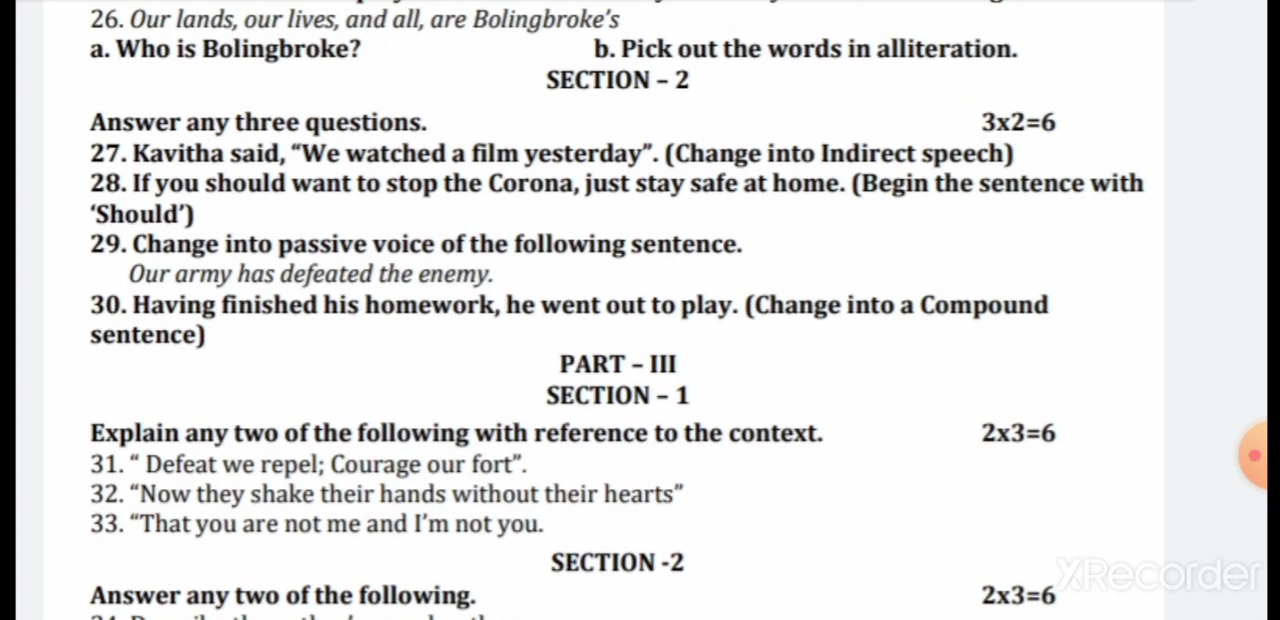 26. Our lands, our lives, and all, are Bolingbroke's
a. Who is Bolingbroke? b. Pick out the words in alliteration.
SECTION – 2
Answer any three questions. 3x2=6
27. Kavitha said, “We watched a film yesterday”. (Change into Indirect speech)
28. If you should want to stop the Corona, just stay safe at home. (Begin the sentence with
‘Should’)
29. Change into passive voice of the following sentence.
Our army has defeated the enemy.
30. Having finished his homework, he went out to play. (Change into a Compound
sentence)
PART – III
SECTION – 1
Explain any two of the following with reference to the context. 2x3=6
31. “ Defeat we repel; Courage our fort”.
32. “Now they shake their hands without their hearts”
33. “That you are not me and I’m not you.
SECTION -2
XRecorder
Answer any two of the following. 2x3=6